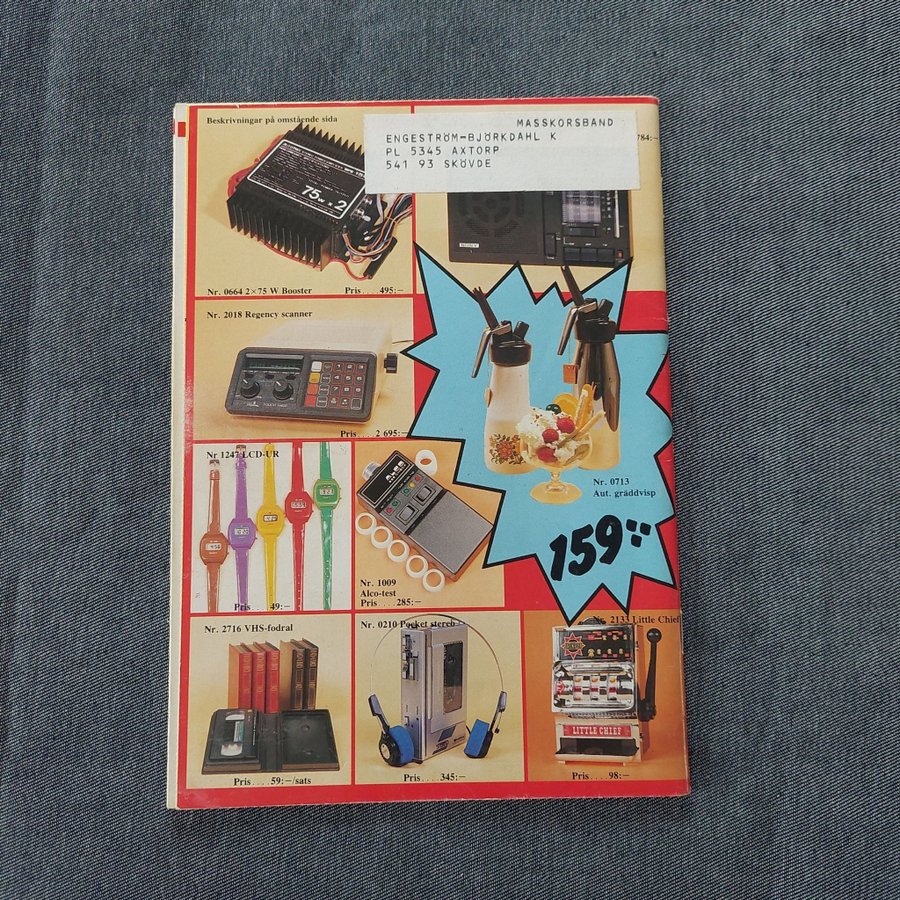 Beskrivningar på omstående sida
MASSKORSBAND
ENGESTRÖM-BJÖRKDAHL K
PL 5345 AXTORP
541 93 SKÖVDE
784:-
75W x 2
SONY
Nr. 0664 2×75 W Booster Pris.... 495:-
Nr. 2018 Regency scanner
Pris.... 2 695:-
Nr. 0713
Aut. gräddvisp
159:-
Nr 1247 LCD-UR
Pris.... 49:-
Nr. 1009
Alco-test
Pris....285:-
Nr. 2716 VHS-fodral
Pris....59:-/sats
Nr. 0210 Pocket stereo
Pris....345:-
Nr. 2133 Little Chief
LITTLE CHIEF
Pris....98:-